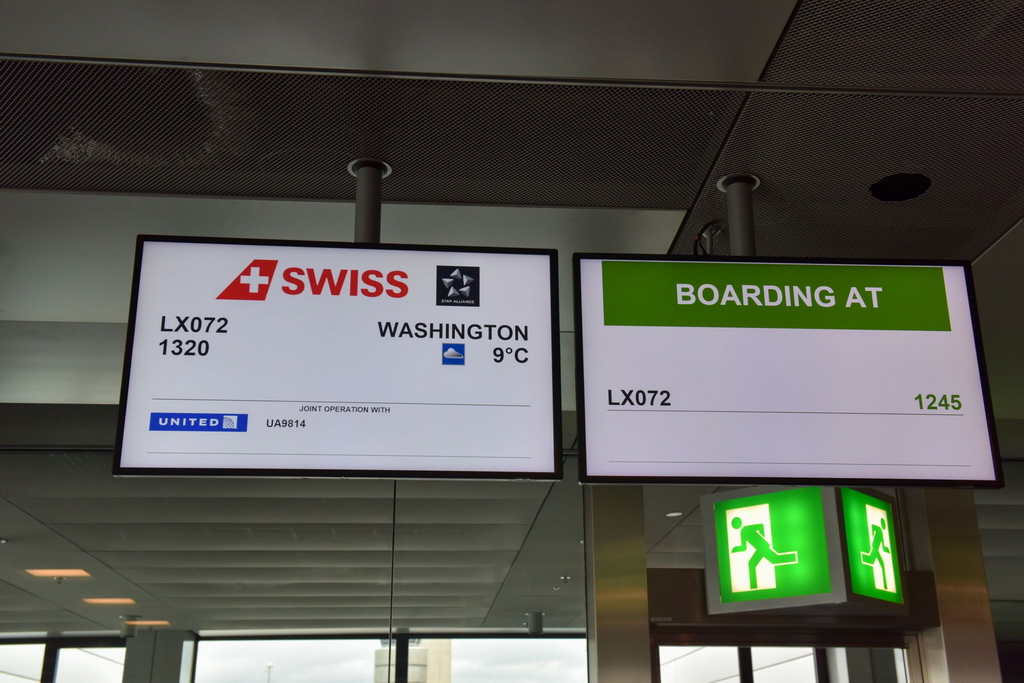 SWISS
STAR ALLIANCE
LX072
WASHINGTON
1320
9°C
JOINT OPERATION WITH
UNITED
UA9814
BOARDING AT
LX072
1245